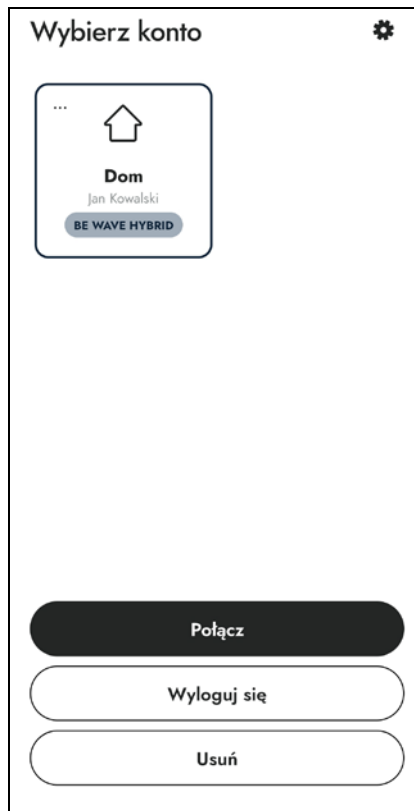 Wybierz konto
...
Dom
Jan Kowalski
BE WAVE HYBRID
Połącz
Wyloguj się
Usuń